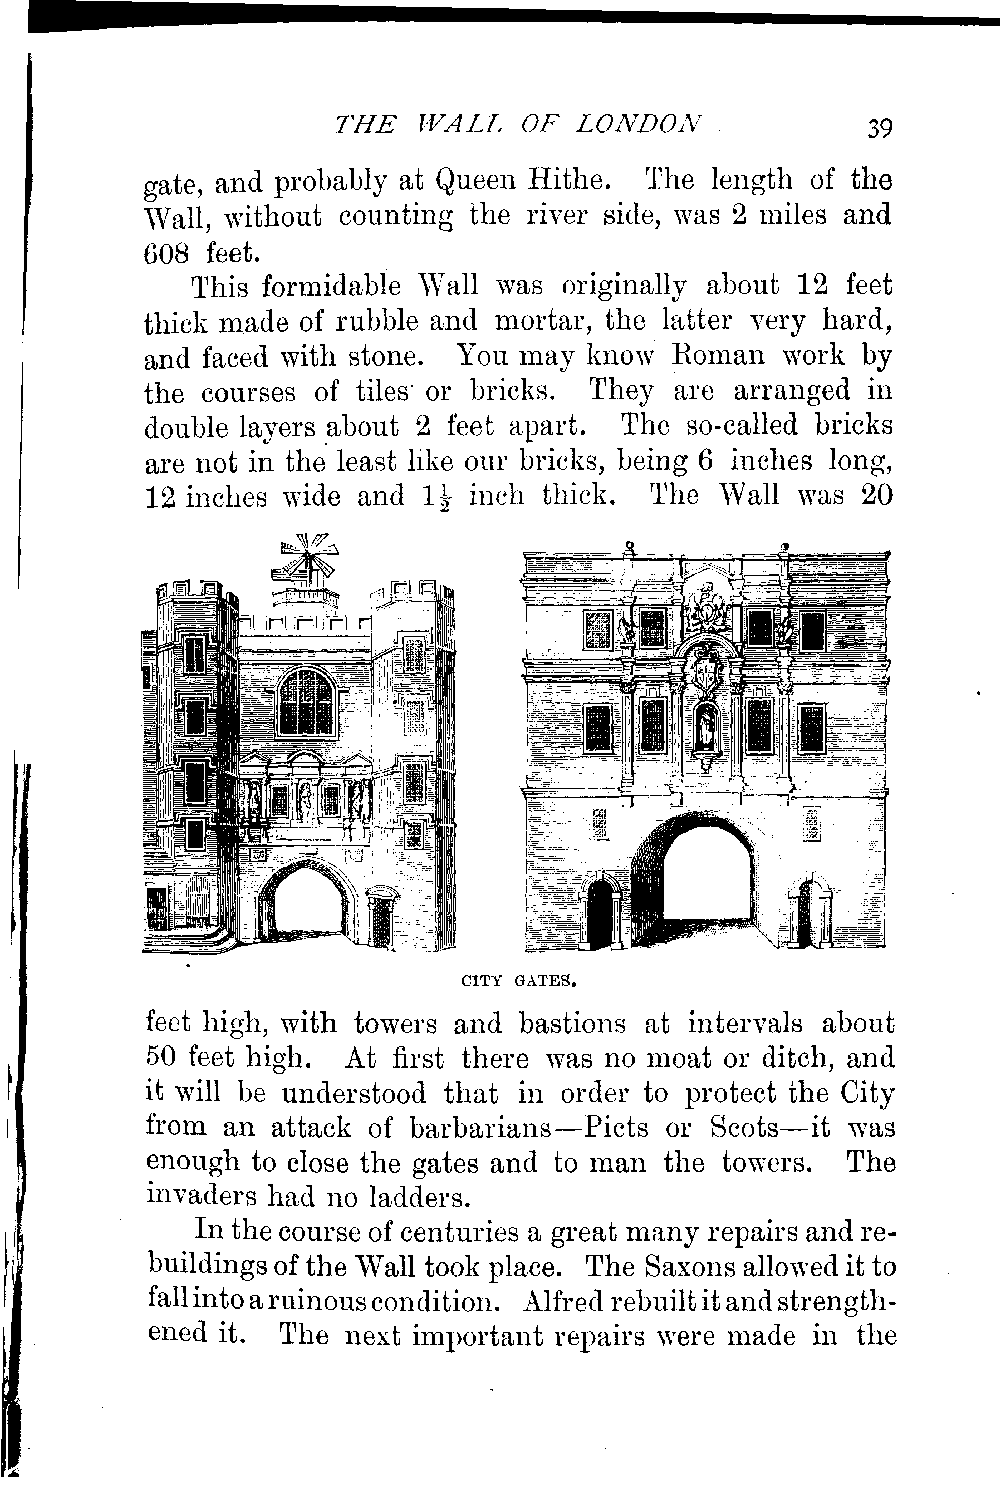 THE WALL OF LONDON 39
gate, and probably at Queen Hithe. The length of the
Wall, without counting the river side, was 2 miles and
608 feet.
This formidable Wall was originally about 12 feet
thick made of rubble and mortar, the latter very hard,
and faced with stone. You may know Roman work by
the courses of tiles or bricks. They are arranged in
double layers about 2 feet apart. The so-called bricks
are not in the least like our bricks, being 6 inches long,
12 inches wide and 1½ inch thick. The Wall was 20
CITY GATES.
feet high, with towers and bastions at intervals about
50 feet high. At first there was no moat or ditch, and
it will be understood that in order to protect the City
from an attack of barbarians—Picts or Scots—it was
enough to close the gates and to man the towers. The
invaders had no ladders.
In the course of centuries a great many repairs and re-
buildings of the Wall took place. The Saxons allowed it to
fall into a ruinous condition. Alfred rebuilt it and strength-
ened it. The next important repairs were made in the